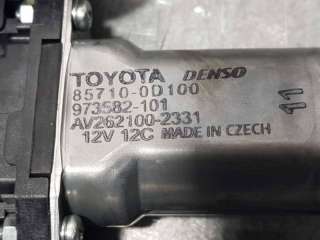 TOYOTA DENSO
85710-0D100
973582-101
AV262100-2331
12V 12C MADE IN CZECH
11